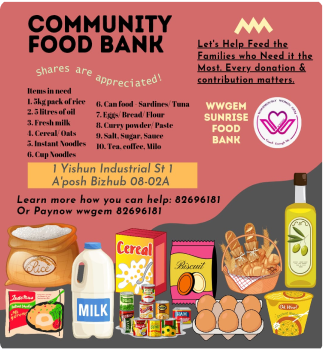 COMMUNITY
FOOD BANK
Shares are appreciated!
Let's Help Feed the
Families who Need it the
Most. Every donation &
contribution matters.
Items in need
1. 5kg pack of rice
2. 5 litres of oil
3. Fresh milk
4. Cereal/ Oats
5. Instant Noodles
6. Cup Noodles
6. Can food- Sardines/ Tuna
7. Eggs/ Bread/ Flour
8. Curry powder/ Paste
9. Salt, Sugar, Sauce
10. Tea, coffee, Milo
WWGEM
SUNRISE
FOOD
BANK
1 Yishun Industrial St 1
A'posh Bizhub 08-02A
Learn more how you can help: 82696181
Or Paynow wwgem 82696181
Rice
MILK
Cereal
Biscuit